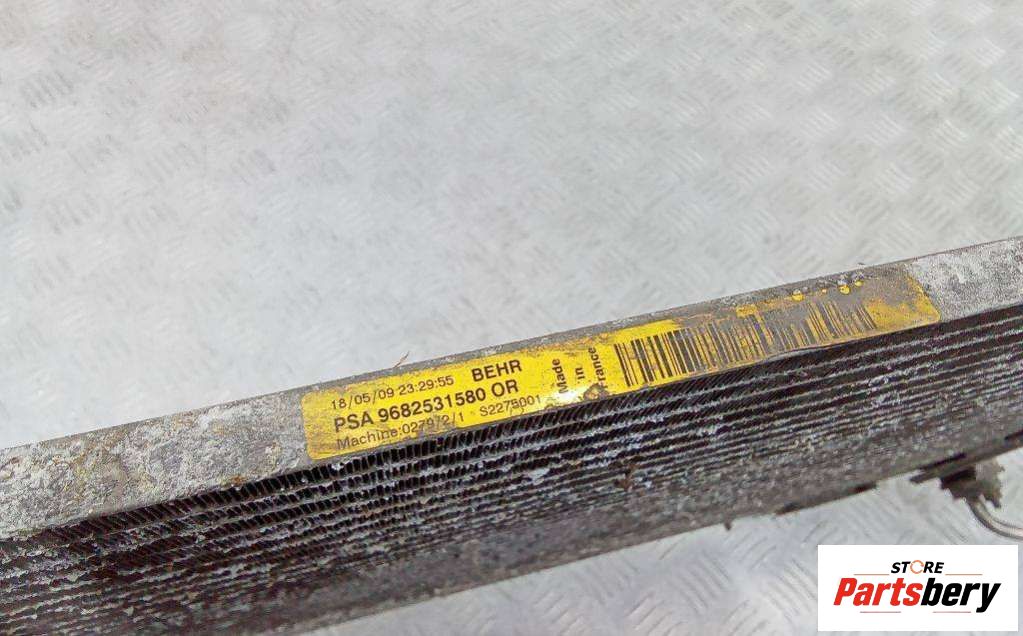 18/05/09 23:29:55 BEHR
PSA 9682531580 OR
Machine:0279/2/1 S2275001
Made
in
France
STORE
Partsbery